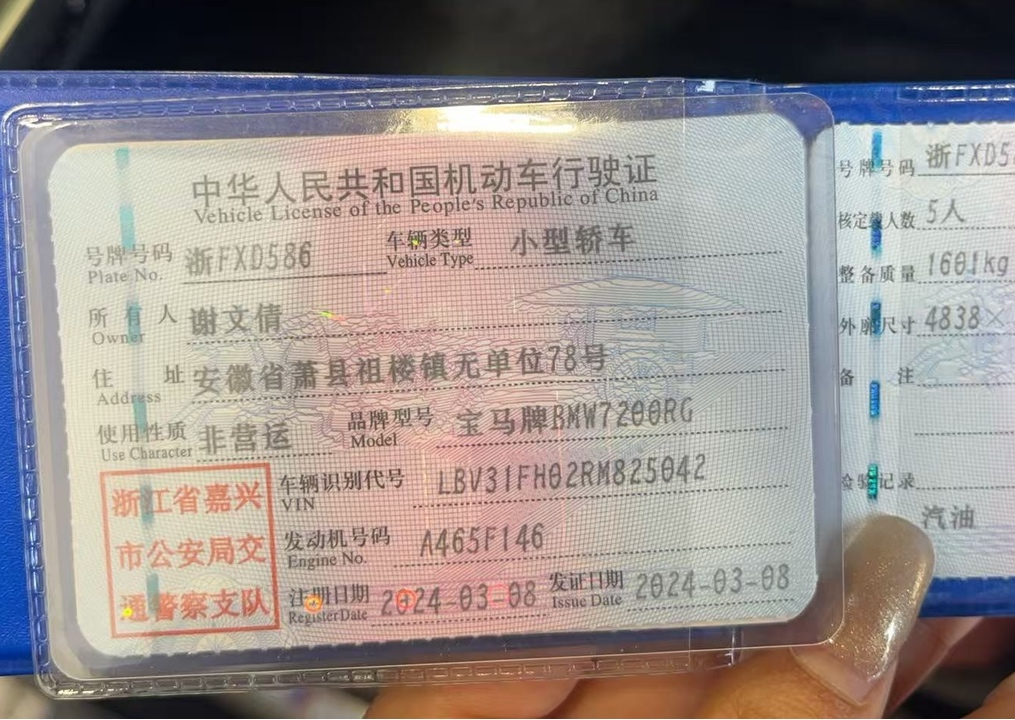 中华人民共和国机动车行驶证
Vehicle License of the People's Republic of China
号牌号码 浙FXD586 车辆类型 小型轿车
Plate No. Vehicle Type
所有人 谢文倩
Owner
住址 安徽省萧县祖楼镇无单位78号
Address
使用性质 非营运 品牌型号 宝马牌BMW7200RG
Use Character Model
浙江省嘉兴
市公安局交
通警察支队
车辆识别代号 LBV31FH02RM825042
VIN
发动机号码 A465F146
Engine No.
注册日期 2024-03-08 发证日期 2024-03-08
Register Date Issue Date
号牌号码 浙FXD5
核定载人数 5人
整备质量 1601kg
外廓尺寸 4838×
备注
检验记录
汽油